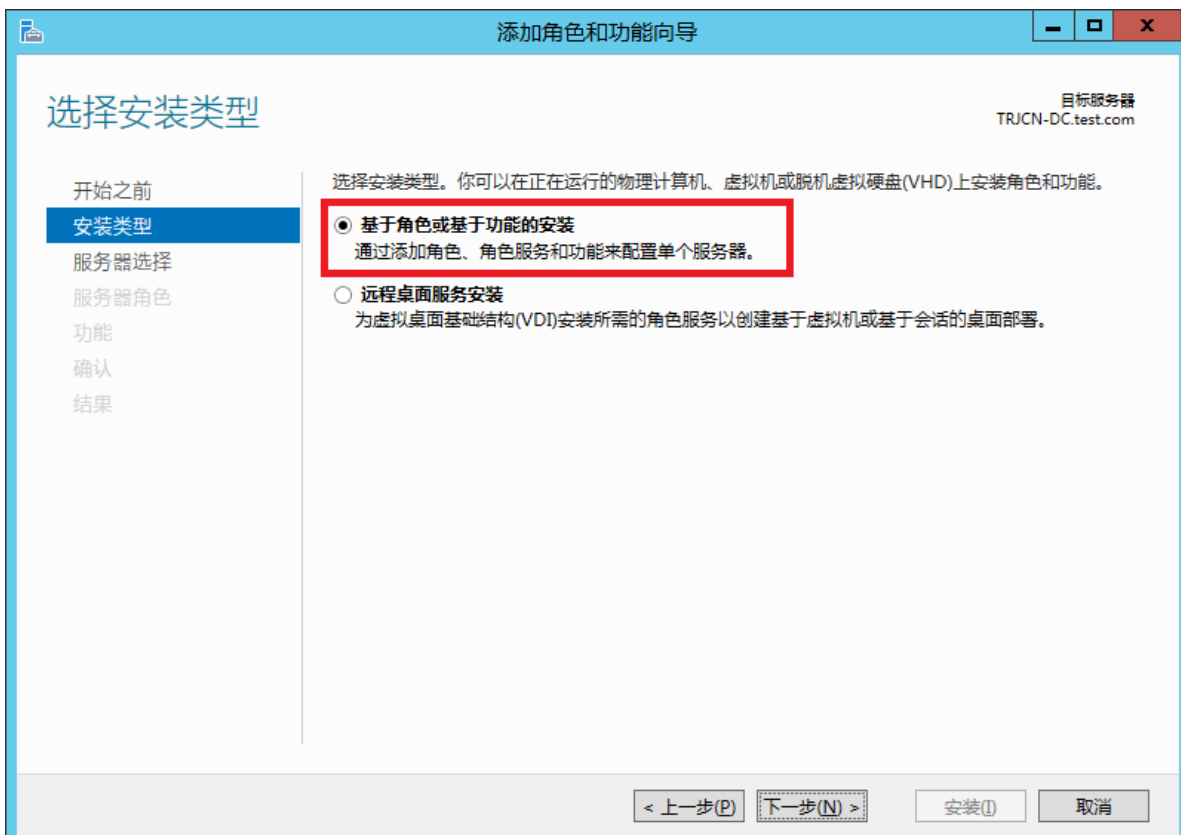 添加角色和功能向导
选择安装类型
目标服务器
TRJCN-DC.test.com
开始之前
安装类型
服务器选择
服务器角色
功能
确认
结果
选择安装类型。你可以在正在运行的物理计算机、虚拟机或脱机虚拟硬盘(VHD)上安装角色和功能。
基于角色或基于功能的安装
通过添加角色、角色服务和功能来配置单个服务器。
远程桌面服务安装
为虚拟桌面基础结构(VDI)安装所需的角色服务以创建基于虚拟机或基于会话的桌面部署。
< 上一步(P)
下一步(N) >
安装(I)
取消